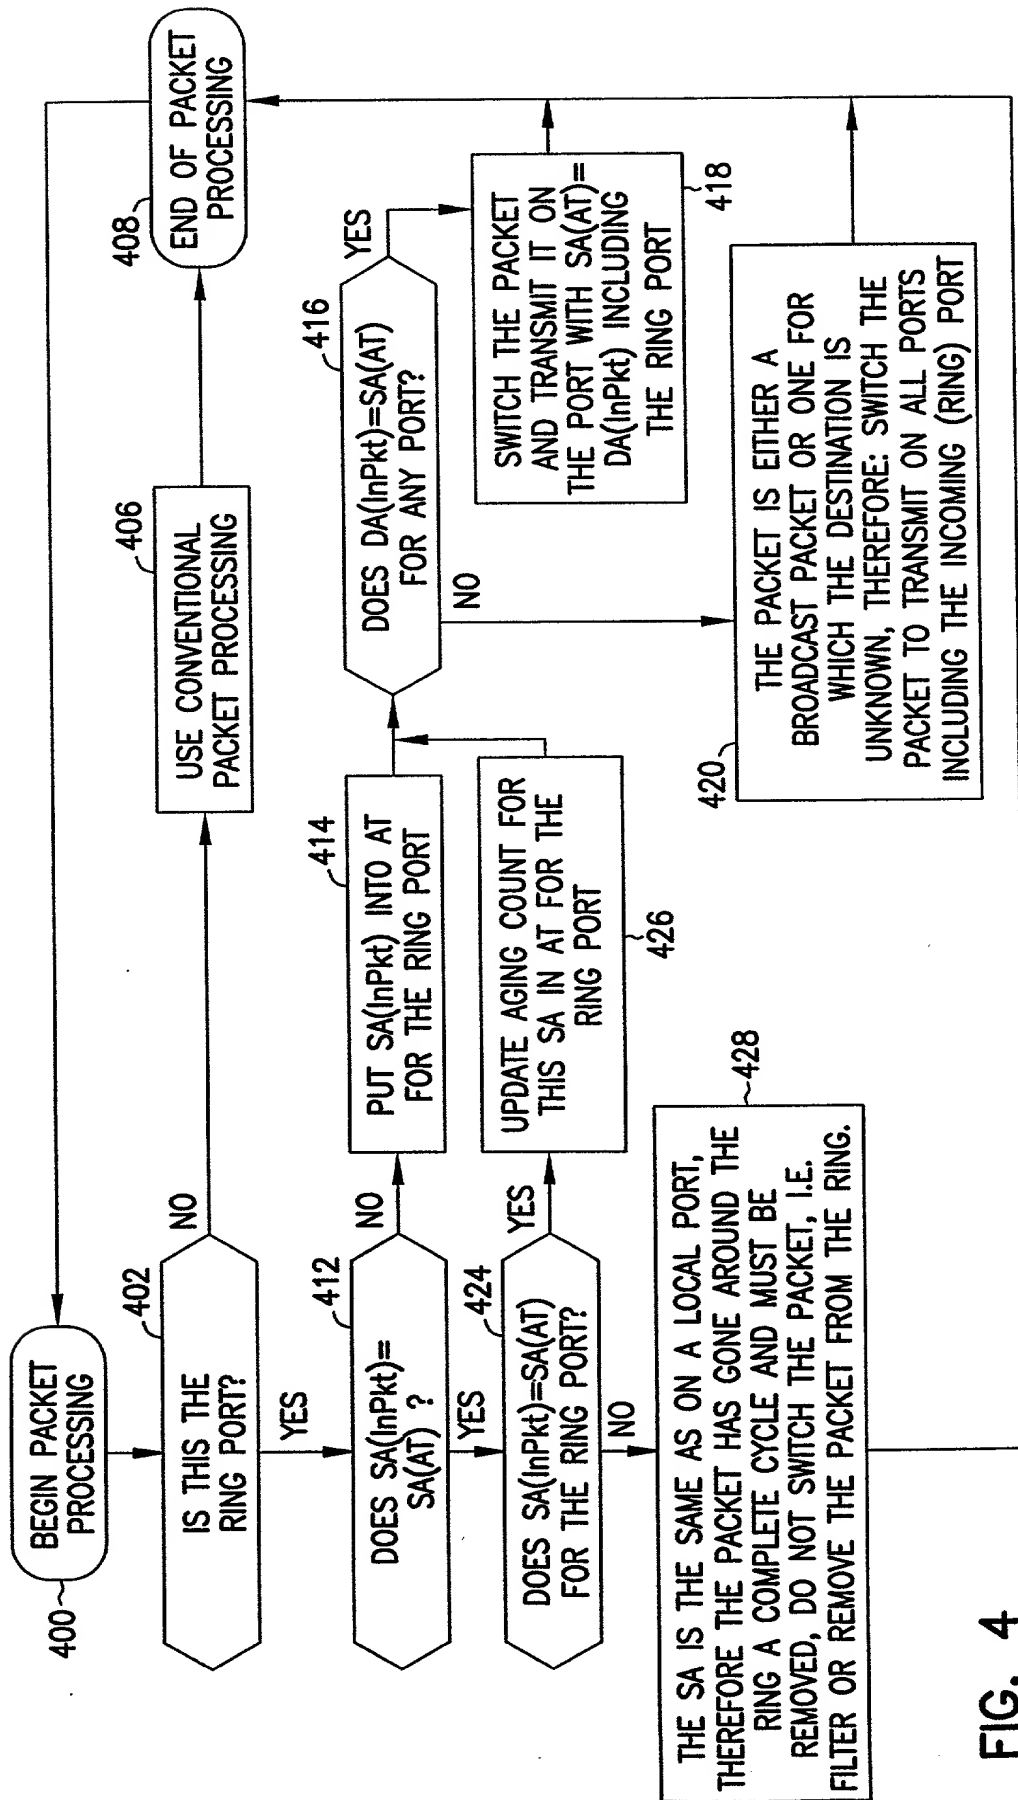 400
BEGIN PACKET
PROCESSING
402
IS THIS THE
RING PORT?
NO
YES
406
USE CONVENTIONAL
PACKET PROCESSING
408
END OF PACKET
PROCESSING
412
DOES SA(InPkt)=
SA(AT) ?
NO
YES
414
PUT SA(InPkt) INTO AT
FOR THE RING PORT
416
DOES DA(InPkt)=SA(AT)
FOR ANY PORT?
YES
NO
SWITCH THE PACKET
AND TRANSMIT IT ON
THE PORT WITH SA(AT)=
DA(InPkt) INCLUDING
THE RING PORT
418
424
DOES SA(InPkt)=SA(AT)
FOR THE RING PORT?
YES
NO
UPDATE AGING COUNT FOR
THIS SA IN AT FOR THE
RING PORT
426
420
THE PACKET IS EITHER A
BROADCAST PACKET OR ONE FOR
WHICH THE DESTINATION IS
UNKNOWN, THEREFORE: SWITCH THE
PACKET TO TRANSMIT ON ALL PORTS
INCLUDING THE INCOMING (RING) PORT
428
THE SA IS THE SAME AS ON A LOCAL PORT,
THEREFORE THE PACKET HAS GONE AROUND THE
RING A COMPLETE CYCLE AND MUST BE
REMOVED, DO NOT SWITCH THE PACKET, I.E.
FILTER OR REMOVE THE PACKET FROM THE RING.
FIG. 4